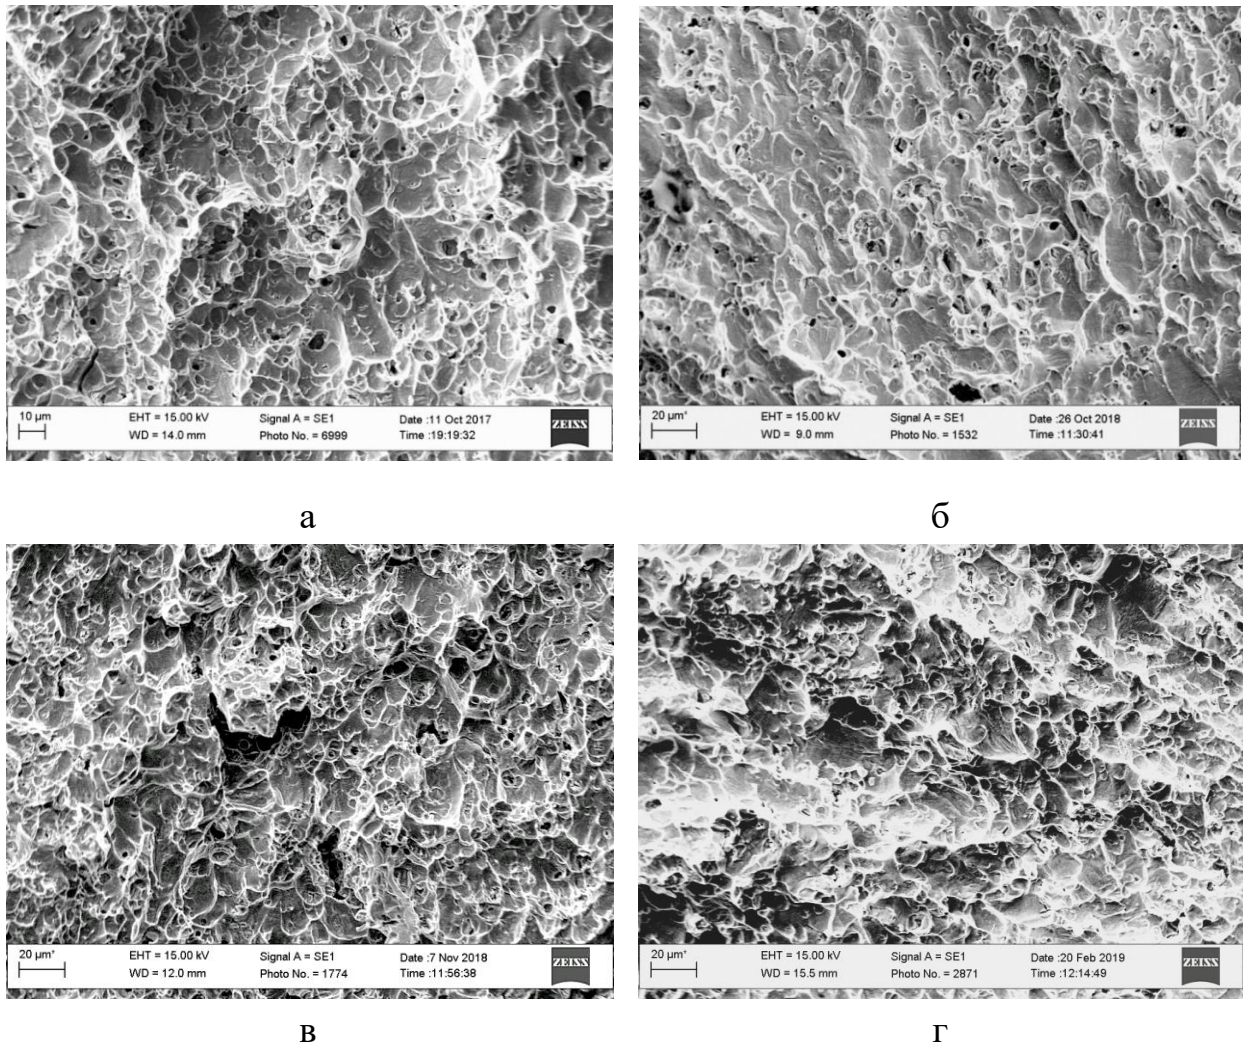 10 µm
EHT = 15.00 kV Signal A = SE1 Date :11 Oct 2017
WD = 14.0 mm Photo No. = 6999 Time :19:19:32
ZEISS
20 µm*
EHT = 15.00 kV Signal A = SE1 Date :26 Oct 2018
WD = 9.0 mm Photo No. = 1532 Time :11:30:41
ZEISS
а
б
20 µm*
EHT = 15.00 kV Signal A = SE1 Date :7 Nov 2018
WD = 12.0 mm Photo No. = 1774 Time :11:56:38
ZEISS
20 µm*
EHT = 15.00 kV Signal A = SE1 Date :20 Feb 2019
WD = 15.5 mm Photo No. = 2871 Time :12:14:49
ZEISS
в
г